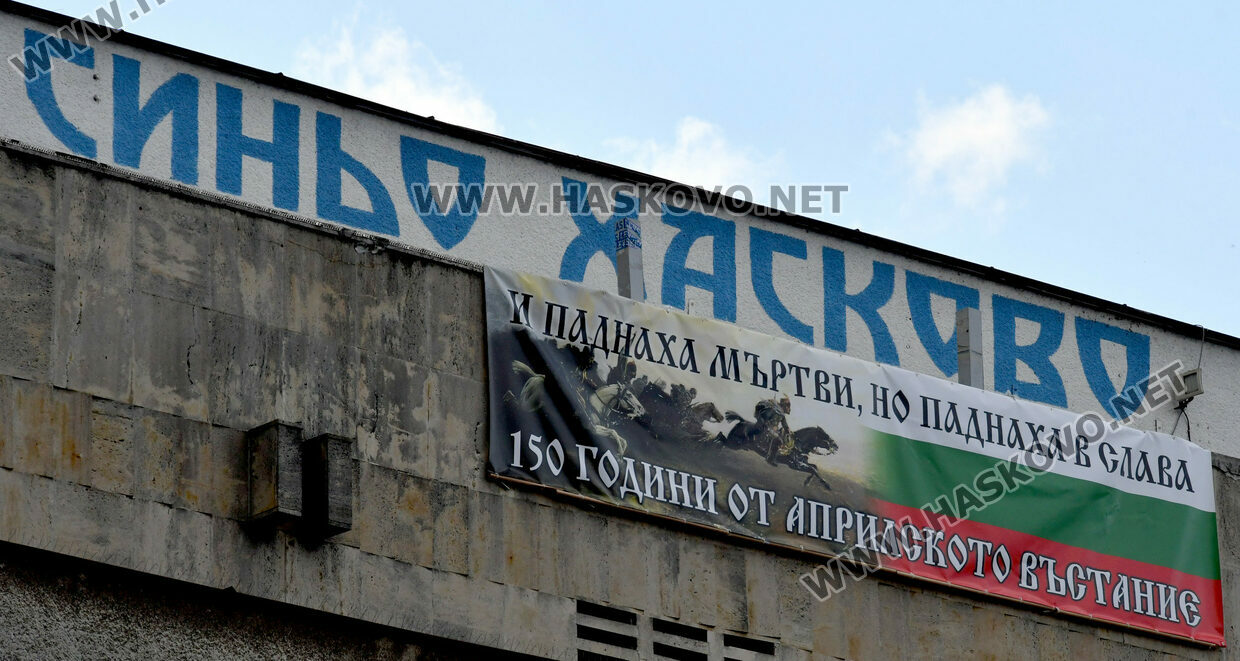 WWW.HASKOVO.NET
СИНЬО ХАСКОВО
WWW.HASKOVO.NET
И ПАДНАХА МЪРТВИ, НО ПАДНАХА В СЛАВА
150 ГОДИНИ ОТ АПРИЛСКОТО ВЪСТАНИЕ
WWW.HASKOVO.NET